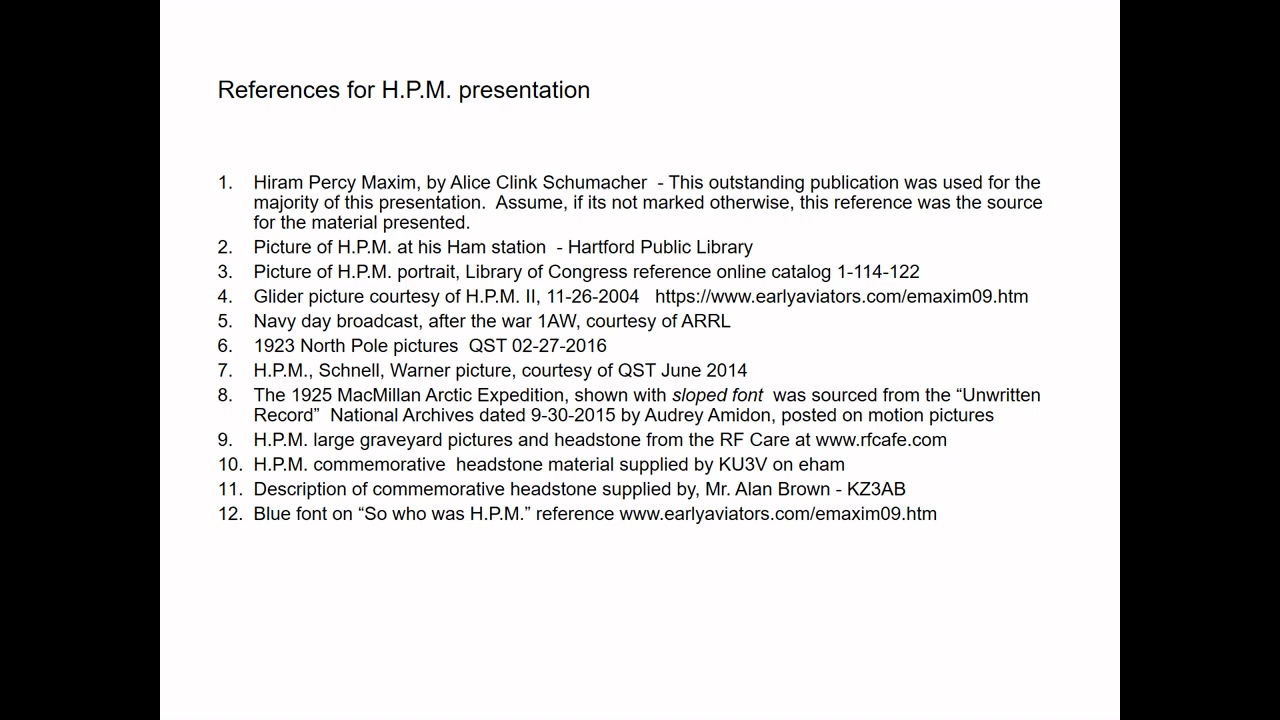 References for H.P.M. presentation
1. Hiram Percy Maxim, by Alice Clink Schumacher  - This outstanding publication was used for the
majority of this presentation.  Assume, if its not marked otherwise, this reference was the source
for the material presented.
2. Picture of H.P.M. at his Ham station  - Hartford Public Library
3. Picture of H.P.M. portrait, Library of Congress reference online catalog 1-114-122
4. Glider picture courtesy of H.P.M. II, 11-26-2004   https://www.earlyaviators.com/emaxim09.htm
5. Navy day broadcast, after the war 1AW, courtesy of ARRL
6. 1923 North Pole pictures  QST 02-27-2016
7. H.P.M., Schnell, Warner picture, courtesy of QST June 2014
8. The 1925 MacMillan Arctic Expedition, shown with sloped font  was sourced from the “Unwritten
Record”  National Archives dated 9-30-2015 by Audrey Amidon, posted on motion pictures
9. H.P.M. large graveyard pictures and headstone from the RF Care at www.rfcafe.com
10. H.P.M. commemorative  headstone material supplied by KU3V on eham
11. Description of commemorative headstone supplied by, Mr. Alan Brown - KZ3AB
12. Blue font on “So who was H.P.M.” reference www.earlyaviators.com/emaxim09.htm